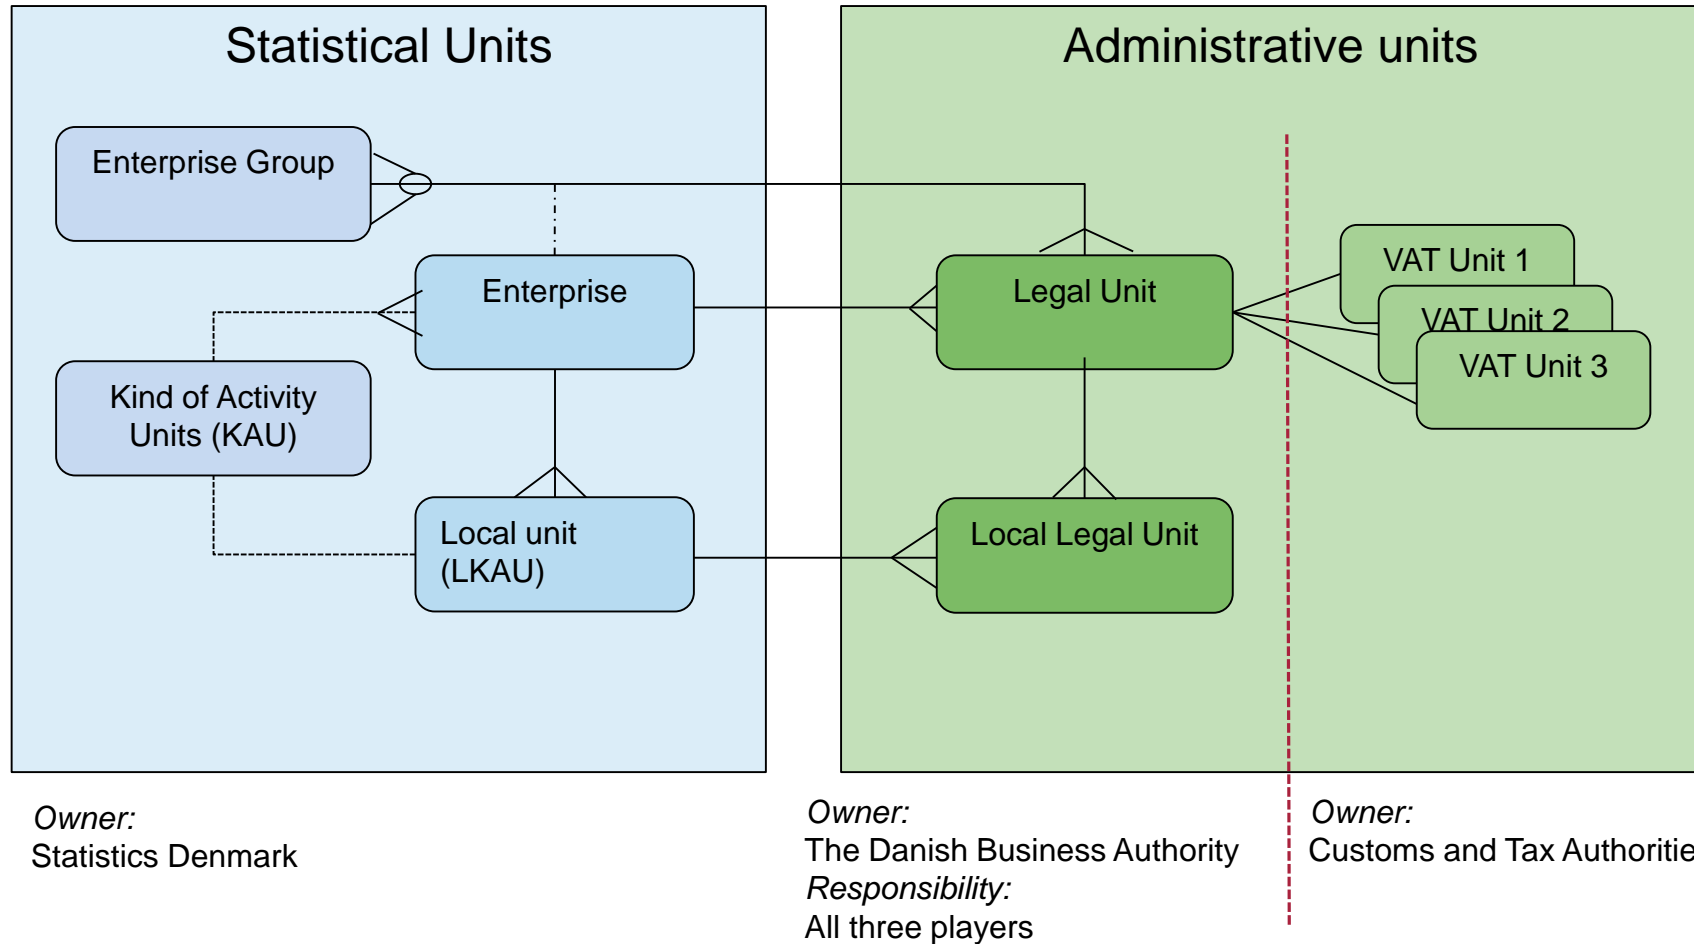 Statistical Units
Administrative units
Enterprise Group
Enterprise
Kind of Activity
Units (KAU)
Local unit
(LKAU)
Legal Unit
Local Legal Unit
VAT Unit 1
VAT Unit 2
VAT Unit 3
Owner:
Statistics Denmark
Owner:
The Danish Business Authority
Responsibility:
All three players
Owner:
Customs and Tax Authoritie